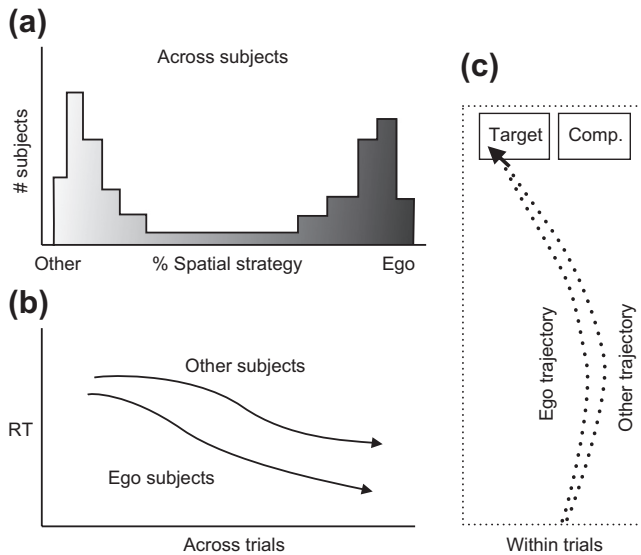 (a)
Across subjects
# subjects
Other
% Spatial strategy
Ego
(b)
Other subjects
RT
Ego subjects
Across trials
(c)
Target
Comp.
Ego trajectory
Other trajectory
Within trials